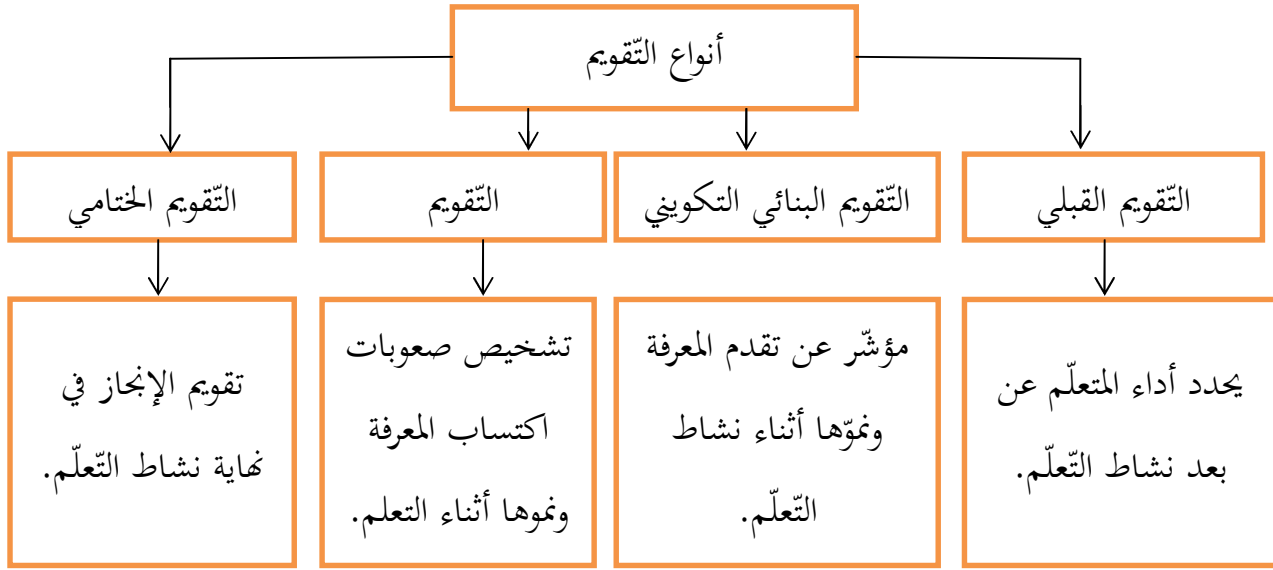 أنواع التّقويم
التّقويم القبلي
التّقويم البنائي التكويني
التّقويم
التّقويم الختامي
يحدد أداء المتعلّم عن
بعد نشاط التّعلّم.
مؤشّر عن تقدم المعرفة
ونموّها أثناء نشاط
التّعلّم.
تشخيص صعوبات
اكتساب المعرفة
ونموها أثناء التعلم.
تقويم الإنجاز في
نهاية نشاط التّعلّم.